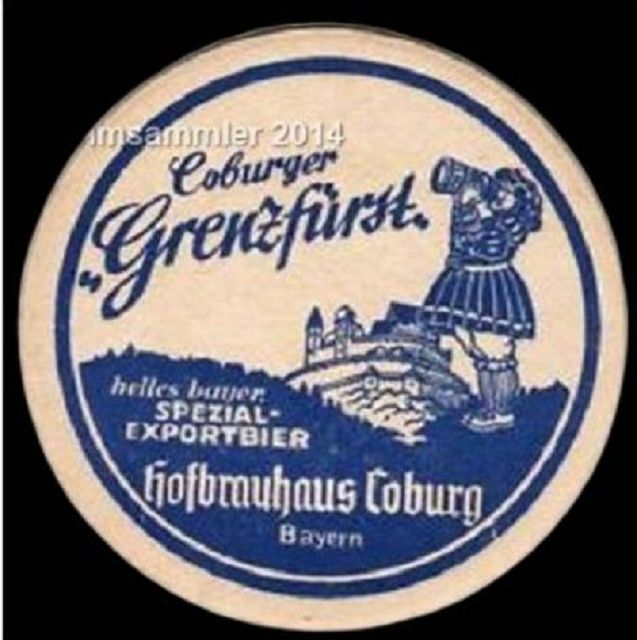 imsammler 2014
Coburger
„Grenzfürst“
helles bayer.
SPEZIAL-
EXPORTBIER
Hofbrauhaus Coburg
Bayern